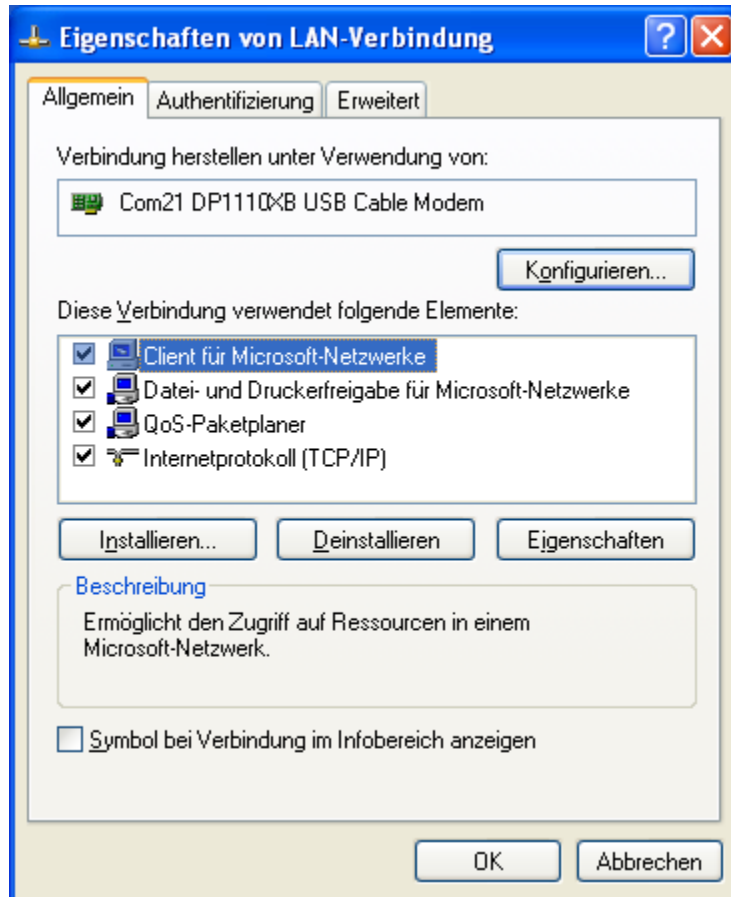 Eigenschaften von LAN-Verbindung
Allgemein
Authentifizierung
Erweitert
Verbindung herstellen unter Verwendung von:
Com21 DP1110XB USB Cable Modem
Konfigurieren...
Diese Verbindung verwendet folgende Elemente:
Client für Microsoft-Netzwerke
Datei- und Druckerfreigabe für Microsoft-Netzwerke
QoS-Paketplaner
Internetprotokoll (TCP/IP)
Installieren...
Deinstallieren
Eigenschaften
Beschreibung
Ermöglicht den Zugriff auf Ressourcen in einem
Microsoft-Netzwerk.
Symbol bei Verbindung im Infobereich anzeigen
OK
Abbrechen